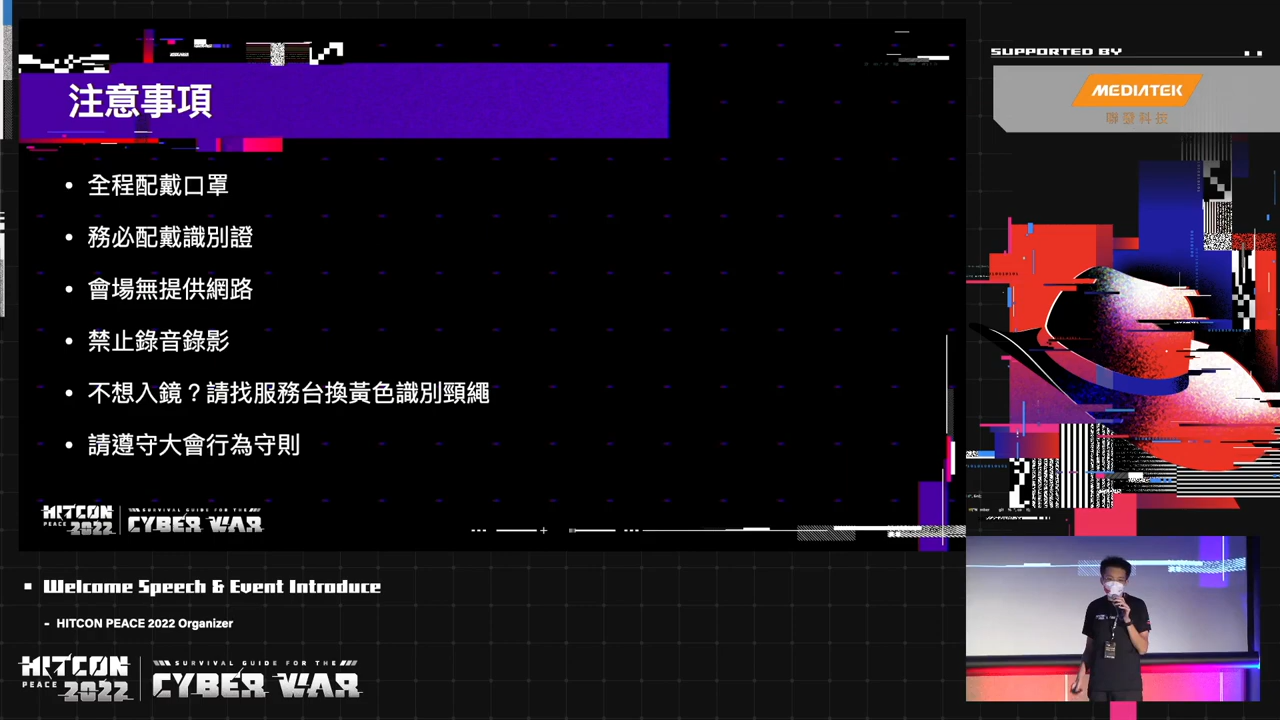 注意事項
• 全程配戴口罩
• 務必配戴識別證
• 會場無提供網路
• 禁止錄音錄影
• 不想入鏡？請找服務台換黃色識別頸繩
• 請遵守大會行為守則
HITCON PEACE 2022
SURVIVAL GUIDE FOR THE
CYBER WAR
SUPPORTED BY
MEDIATEK
聯發科技
Welcome Speech & Event Introduce
- HITCON PEACE 2022 Organizer
HITCON PEACE 2022
SURVIVAL GUIDE FOR THE
CYBER WAR